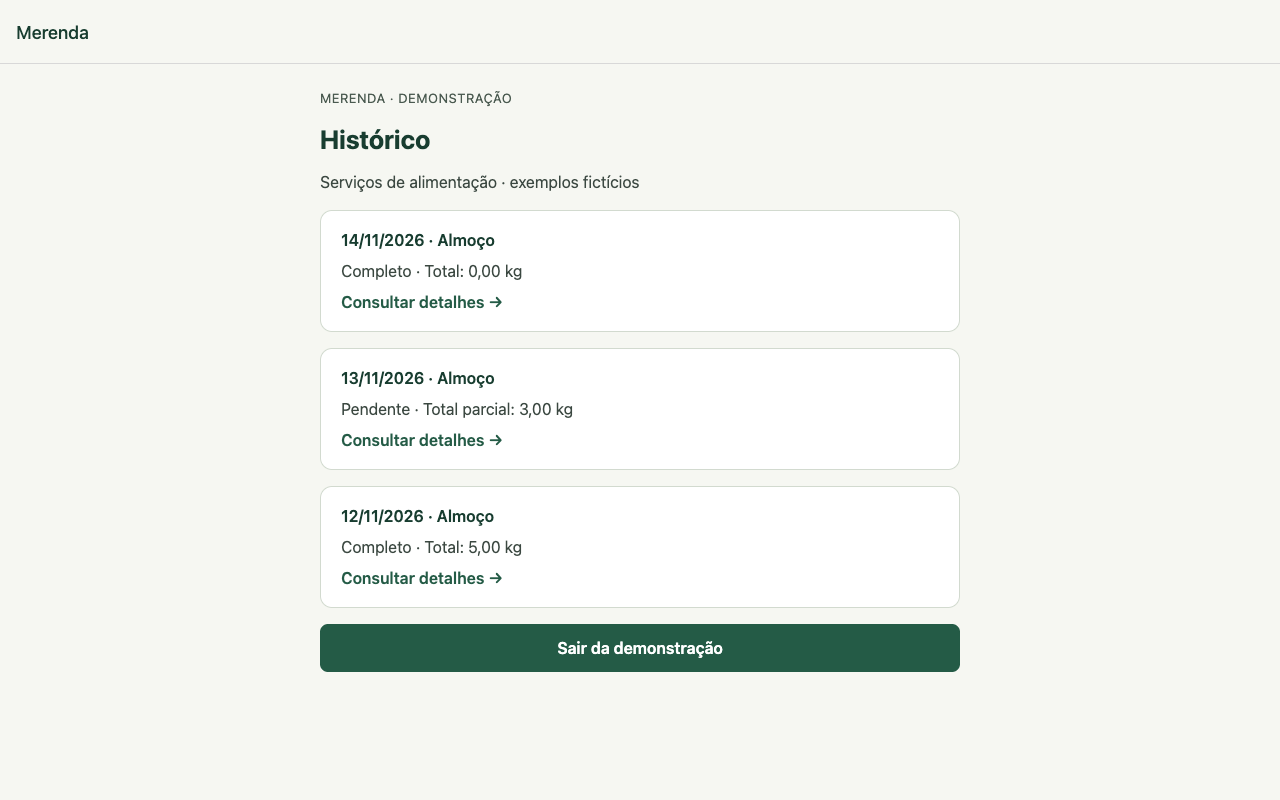 Merenda
MERENDA · DEMONSTRAÇÃO
Histórico
Serviços de alimentação · exemplos fictícios
14/11/2026 · Almoço
Completo · Total: 0,00 kg
Consultar detalhes →
13/11/2026 · Almoço
Pendente · Total parcial: 3,00 kg
Consultar detalhes →
12/11/2026 · Almoço
Completo · Total: 5,00 kg
Consultar detalhes →
Sair da demonstração